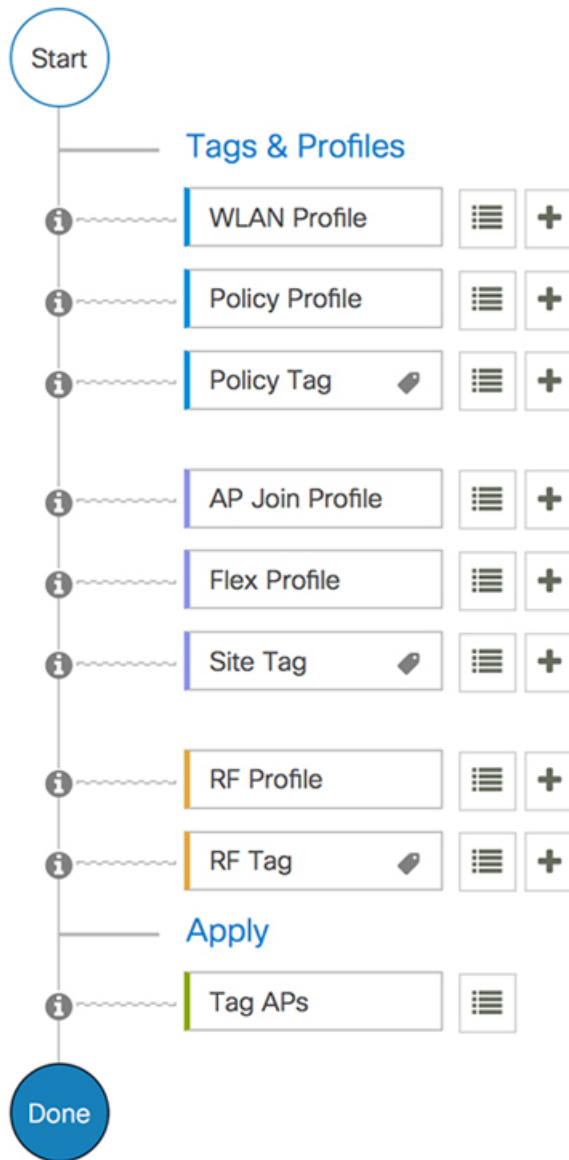 Start
Tags & Profiles
WLAN Profile
Policy Profile
Policy Tag
AP Join Profile
Flex Profile
Site Tag
RF Profile
RF Tag
Apply
Tag APs
Done